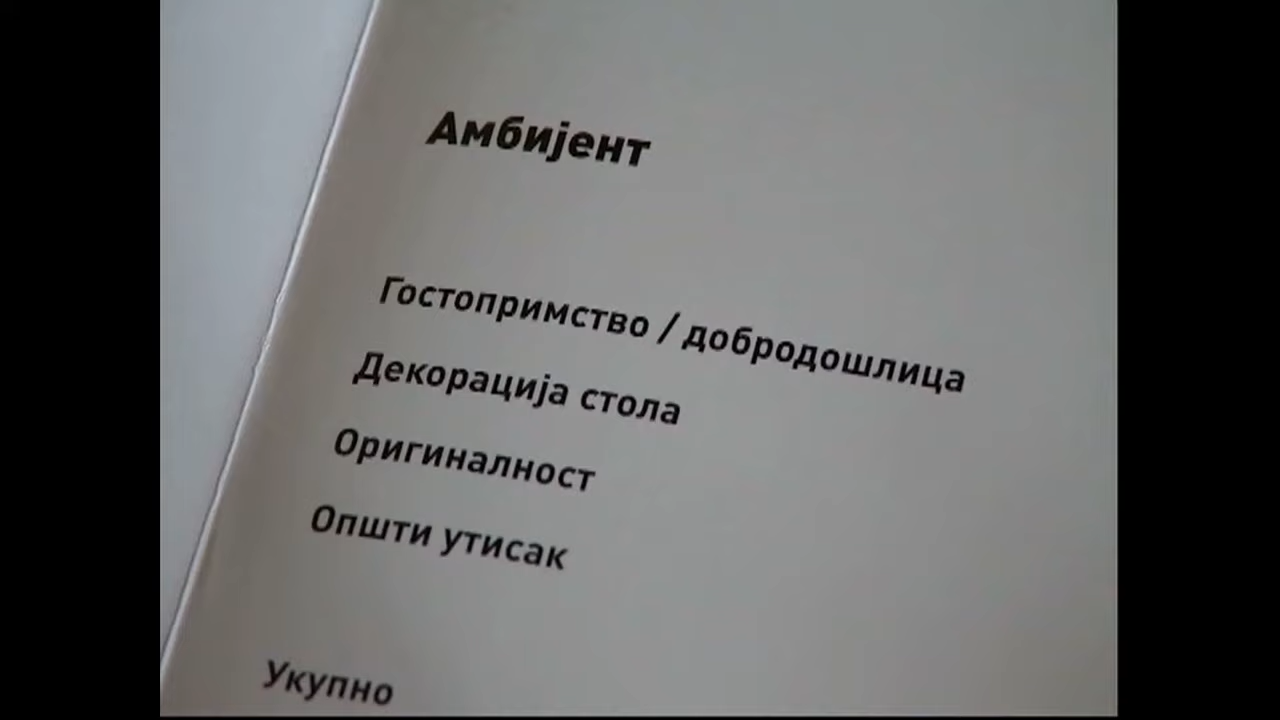 Амбијент
Гостопримство / добродошлица
Декорација стола
Оригиналност
Општи утисак
Укупно